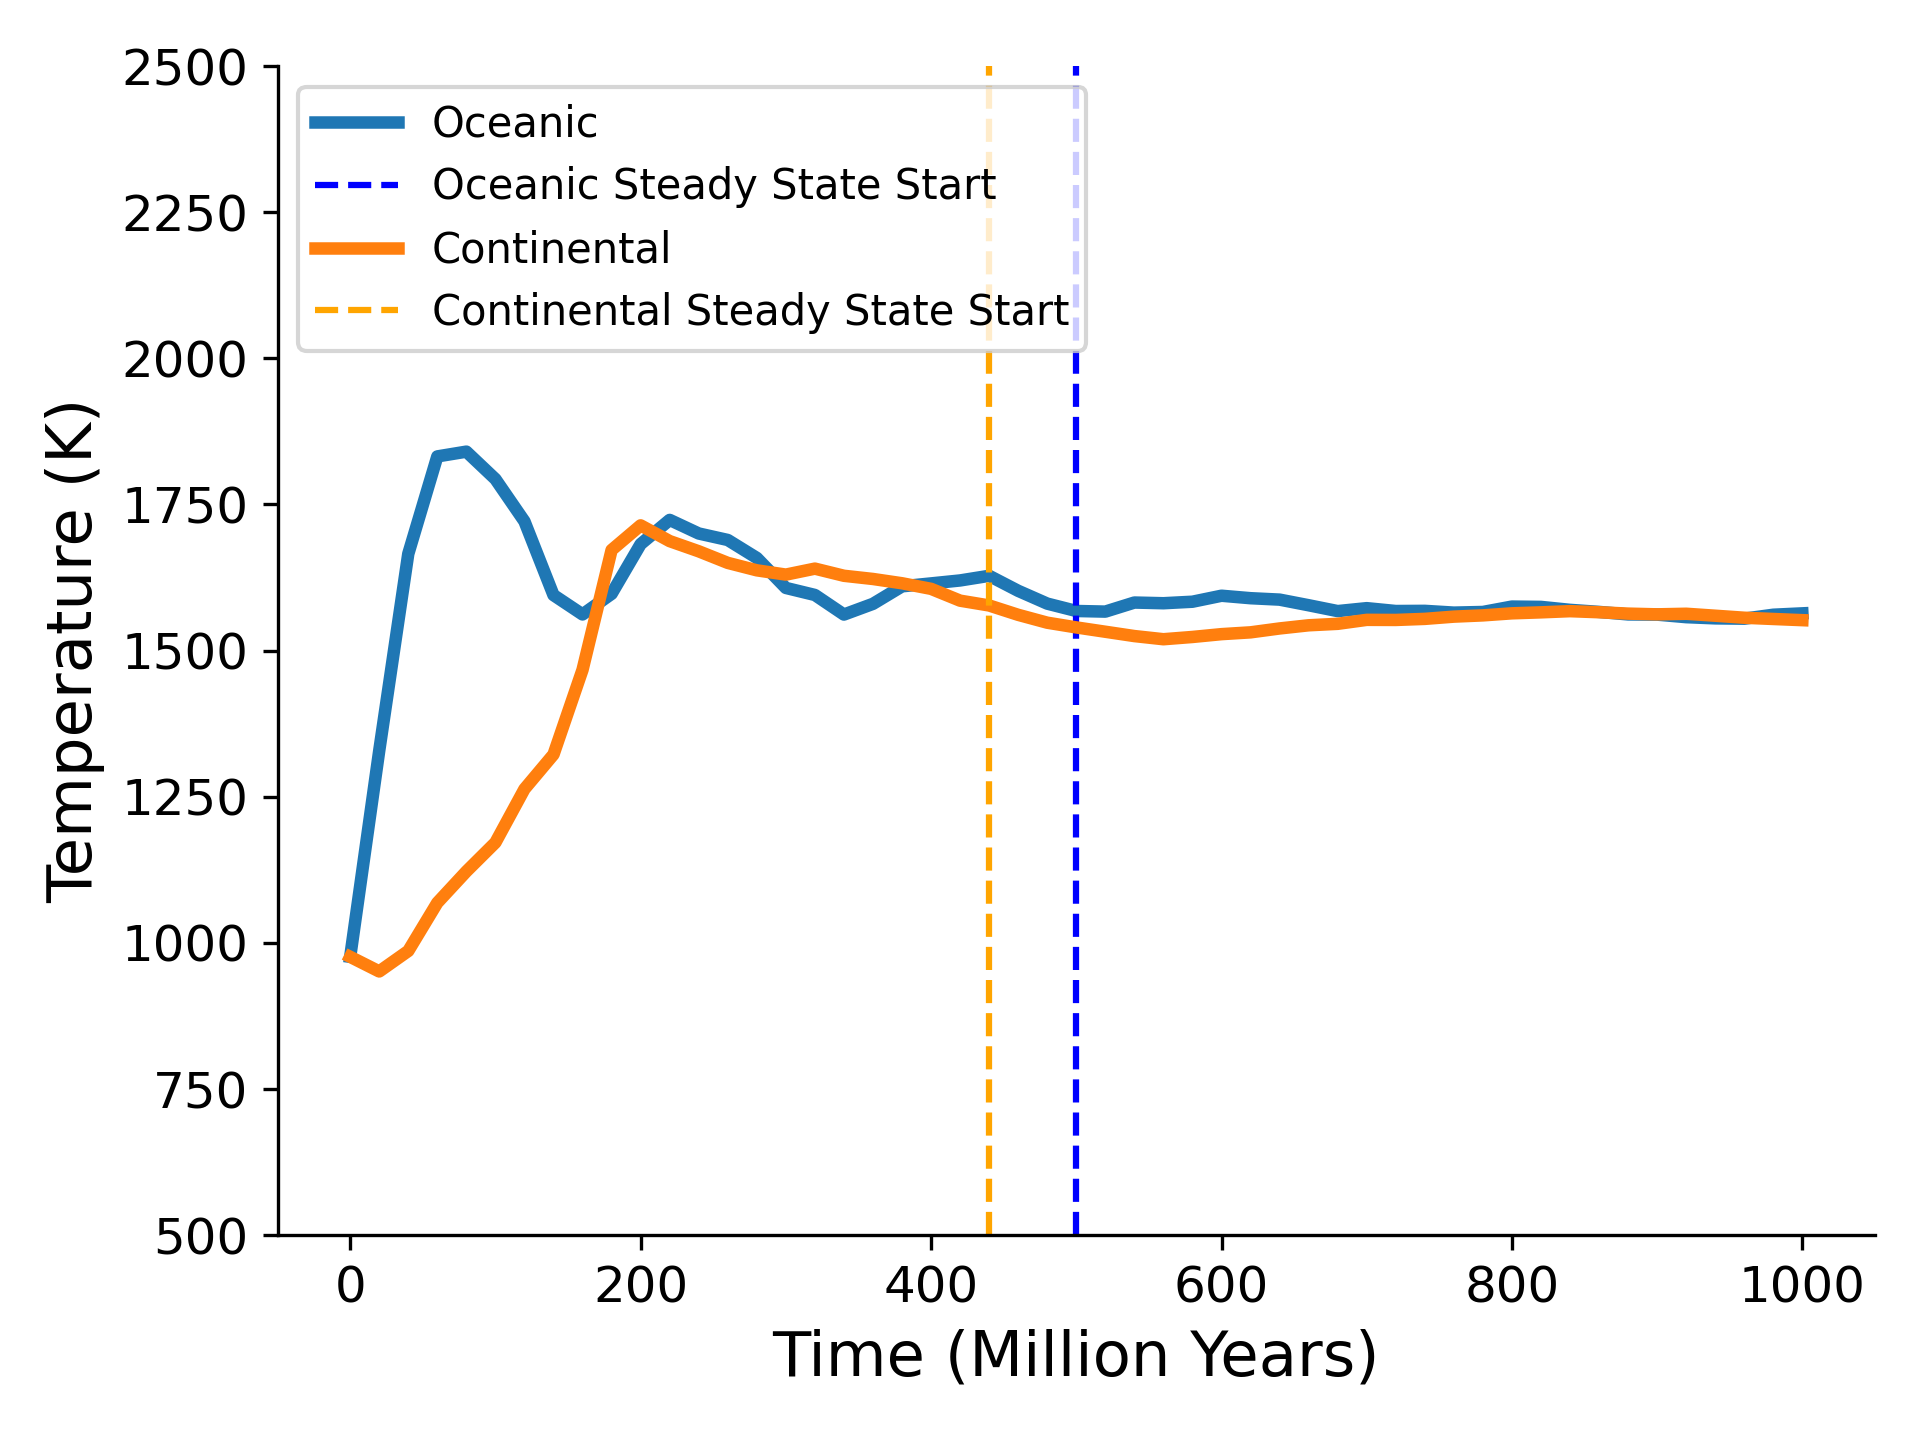 2500
2250
2000
1750
1500
1250
1000
750
500
Temperature (K)
Oceanic
Oceanic Steady State Start
Continental
Continental Steady State Start
0 200 400 600 800 1000
Time (Million Years)